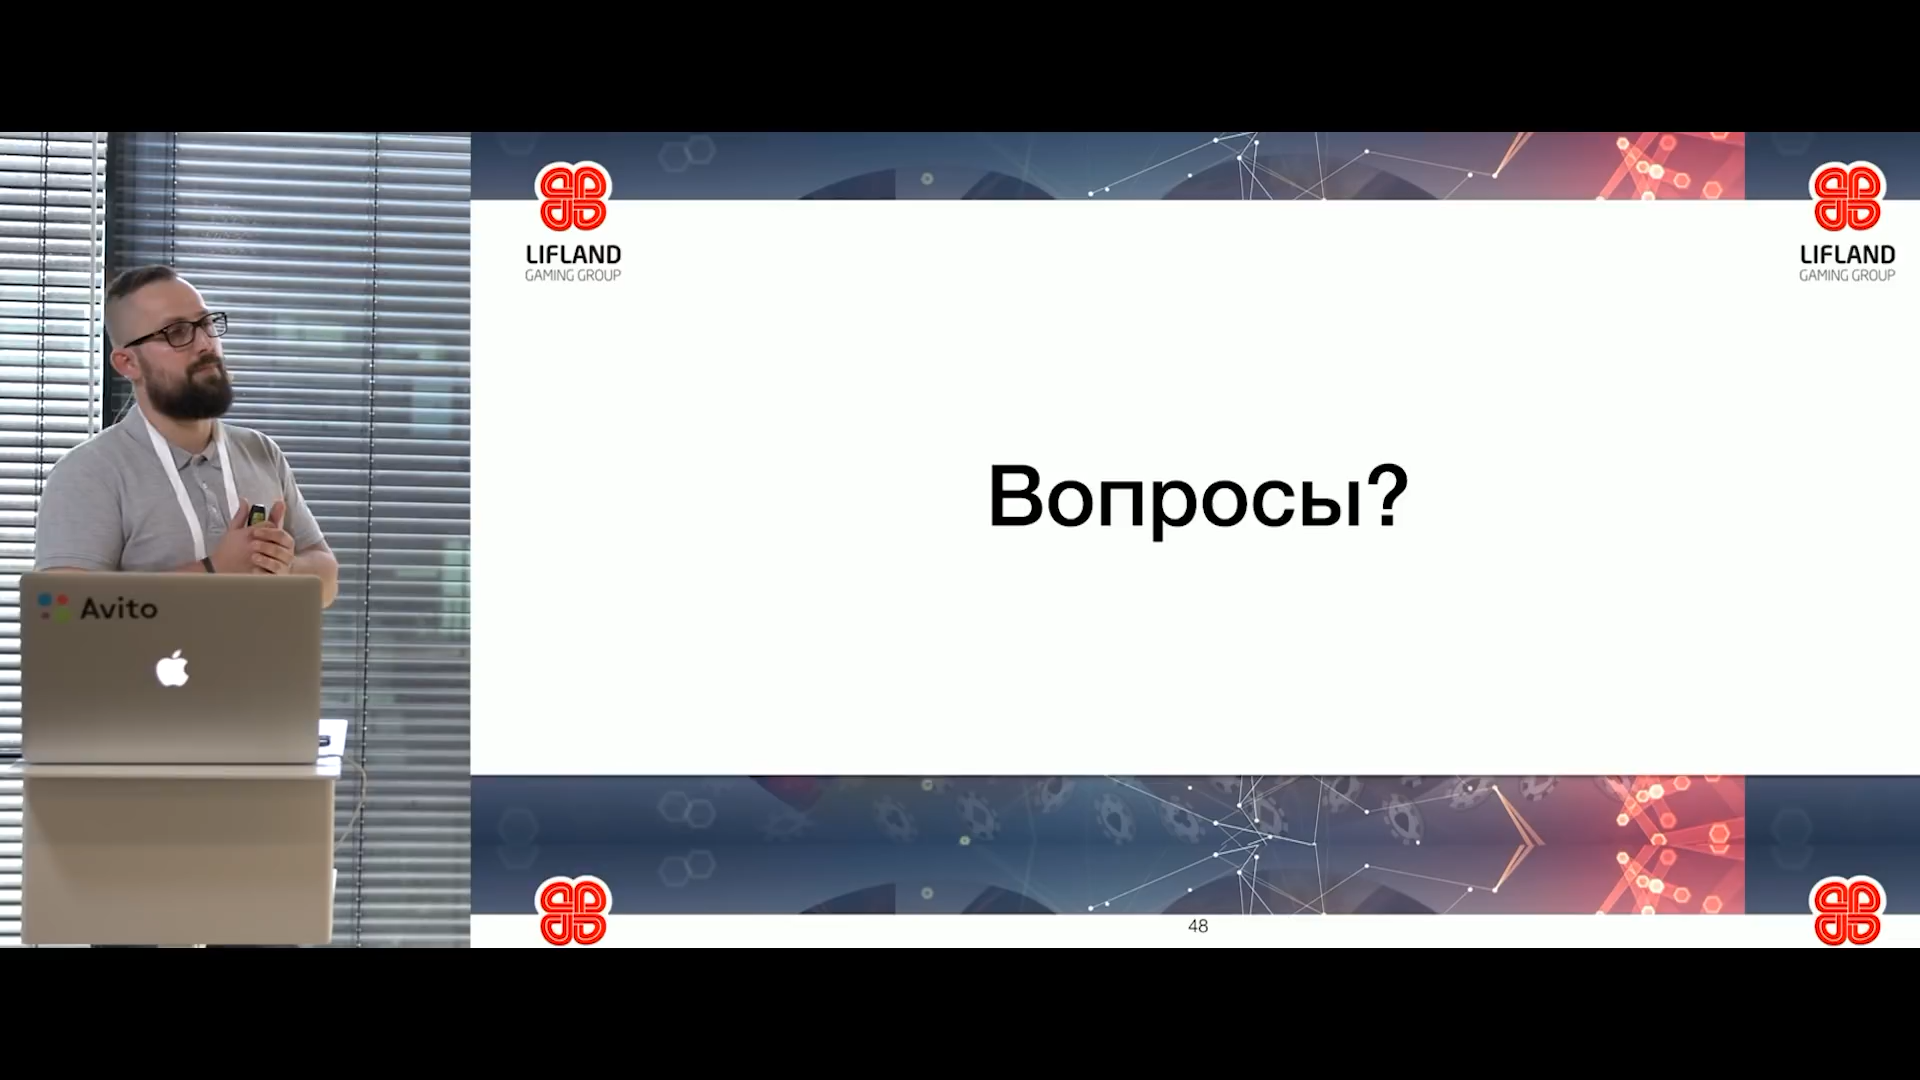 LIFLAND
GAMING GROUP
LIFLAND
GAMING GROUP
Вопросы?
Avito
48